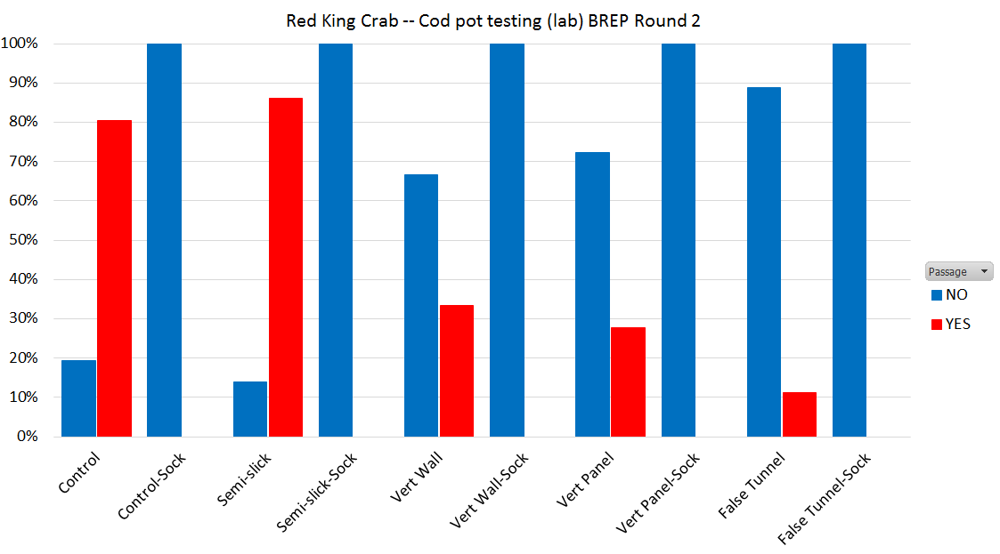 Red King Crab -- Cod pot testing (lab) BREP Round 2
100%
90%
80%
70%
60%
50%
40%
30%
20%
10%
0%
Control
Control-Sock
Semi-slick
Semi-slick-Sock
Vert Wall
Vert Wall-Sock
Vert Panel
Vert Panel-Sock
False Tunnel
False Tunnel-Sock
Passage
NO
YES